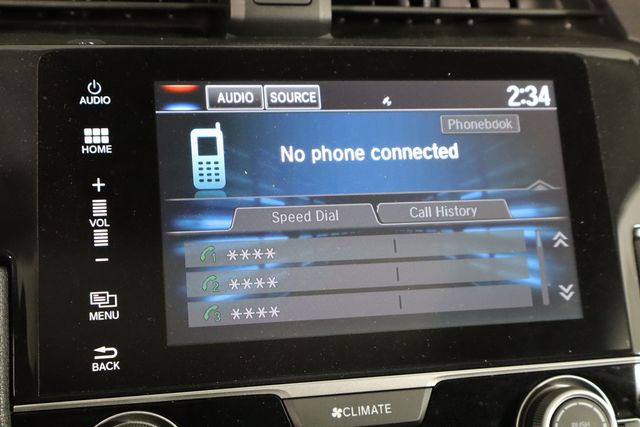 AUDIO
AUDIO SOURCE 2:34
HOME
Phonebook
No phone connected
+
VOL
−
Speed Dial Call History
1 ****
2 ****
3 ****
MENU
BACK
CLIMATE
PUSH